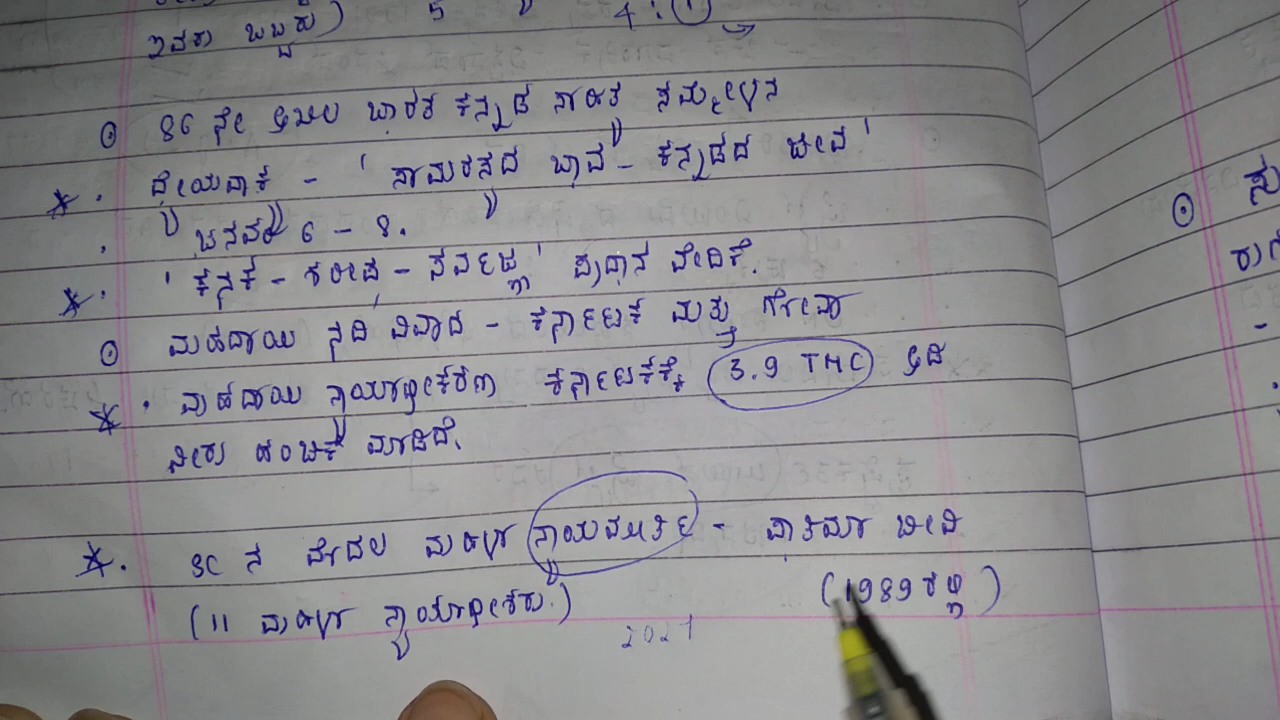 5 4:1
ಇವರು
86 ನೇ ಅಖಿಲ ಭಾರತ ಕನ್ನಡ ಸಾಹಿತ್ಯ ಸಮ್ಮೇಳನ
* . ಧ್ಯೇಯವಾಕ್ಯ - ' ಸಾಮರಸ್ಯದ ಭಾವ - ಕನ್ನಡದ ಜೀವ '
. ಜನವರಿ 6 - 8.
* . ' ಕನಕ - ಶರೀಫ - ಸರ್ವಜ್ಞ ' ಪ್ರಧಾನ ವೇದಿಕೆ.
ಮಹದಾಯಿ ನದಿ ವಿವಾದ - ಕರ್ನಾಟಕ ಮತ್ತು ಗೋವಾ
* . ಮಹದಾಯಿ ನ್ಯಾಯಾಧೀಕರಣ ಕರ್ನಾಟಕಕ್ಕೆ 3.9 TMC ಅಡಿ
ನೀರು ಹಂಚಿಕೆ ಮಾಡಿದೆ.
* . SC ನ ಮೊದಲ ಮಹಿಳಾ ನ್ಯಾಯಮೂರ್ತಿ - ಫಾತಿಮಾ ಬೀವಿ
(11 ಮಹಿಳಾ ನ್ಯಾಯಾಧೀಶರು.) (1989 ರಲ್ಲಿ)
2021